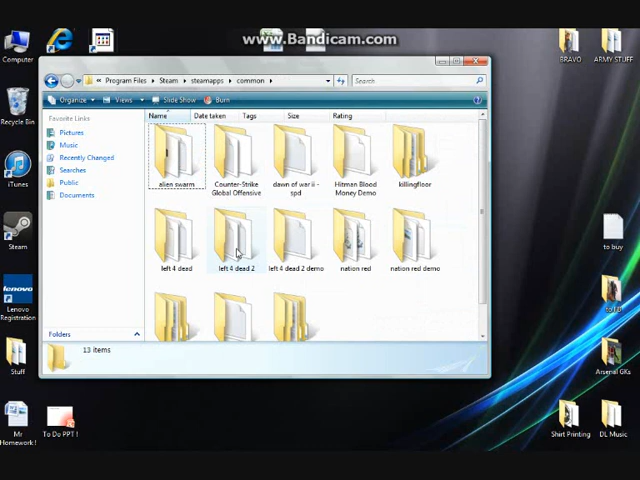 www.Bandicam.com
Computer
BRAVO
ARMY STUFF
Program Files ▸ Steam ▸ steamapps ▸ common ▸
Search
Organize
Views
Slide Show
Burn
Favorite Links
Name
Date taken
Tags
Size
Rating
Pictures
Music
Recently Changed
Searches
Public
Documents
Recycle Bin
iTunes
Steam
Lenovo
Lenovo
Registration
Stuff
Mr
Homework !
To Do PPT !
alien swarm
Counter-Strike
Global Offensive
dawn of war ii -
spd
Hitman Blood
Money Demo
killingfloor
left 4 dead
left 4 dead 2
left 4 dead 2 demo
nation red
nation red demo
Folders
13 items
to buy
Arsenal GKs
Shirt Printing
DL Music